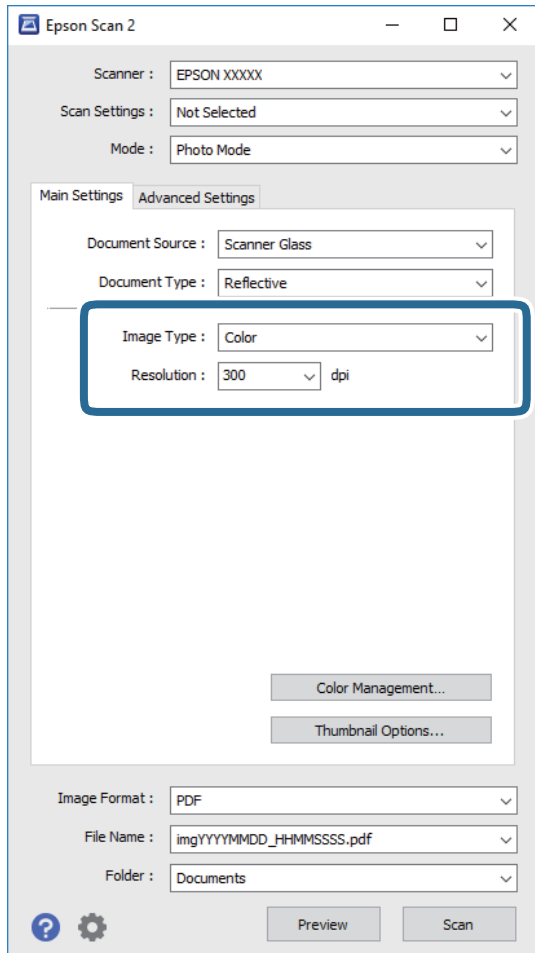 Epson Scan 2
Scanner : EPSON XXXXX
Scan Settings : Not Selected
Mode : Photo Mode
Main Settings Advanced Settings
Document Source : Scanner Glass
Document Type : Reflective
Image Type : Color
Resolution : 300 dpi
Color Management...
Thumbnail Options...
Image Format : PDF
File Name : imgYYYYMMDD_HHMMSSSS.pdf
Folder : Documents
? Preview Scan